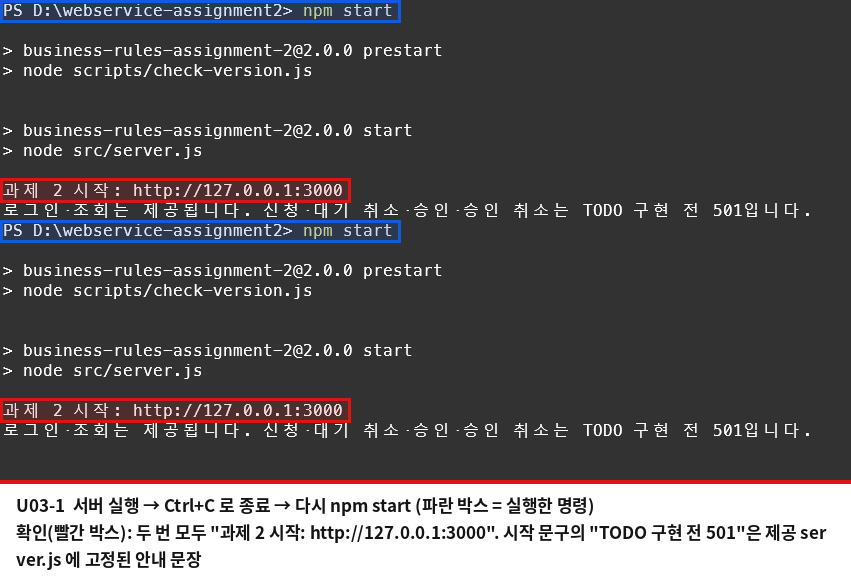 PS D:\webservice-assignment2> npm start
> business-rules-assignment-2@2.0.0 prestart
> node scripts/check-version.js
> business-rules-assignment-2@2.0.0 start
> node src/server.js
과제 2 시작: http://127.0.0.1:3000
로그인·조회는 제공됩니다. 신청·대기 취소·승인·승인 취소는 TODO 구현 전 501입니다.
PS D:\webservice-assignment2> npm start
> business-rules-assignment-2@2.0.0 prestart
> node scripts/check-version.js
> business-rules-assignment-2@2.0.0 start
> node src/server.js
과제 2 시작: http://127.0.0.1:3000
로그인·조회는 제공됩니다. 신청·대기 취소·승인·승인 취소는 TODO 구현 전 501입니다.
U03-1 서버 실행 → Ctrl+C 로 종료 → 다시 npm start (파란 박스 = 실행한 명령)
확인(빨간 박스): 두 번 모두 "과제 2 시작: http://127.0.0.1:3000". 시작 문구의 "TODO 구현 전 501"은 제공 ser
ver.js 에 고정된 안내 문장